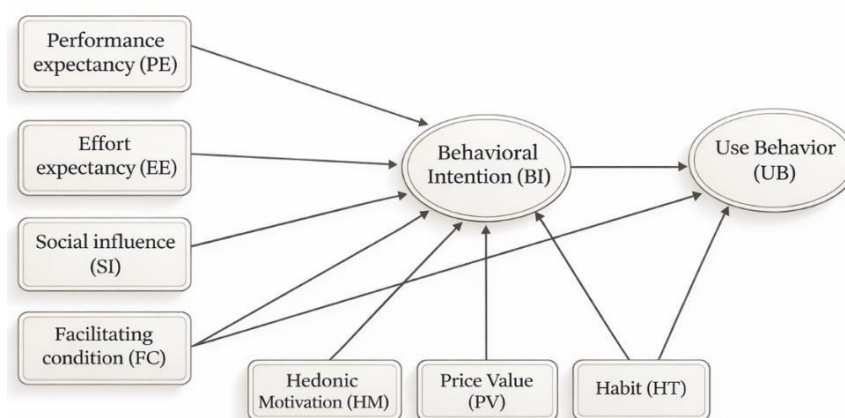 Performance
expectancy (PE)
Effort
expectancy (EE)
Social influence
(SI)
Facilitating
condition (FC)
Behavioral
Intention (BI)
Use Behavior
(UB)
Hedonic
Motivation (HM)
Price Value
(PV)
Habit (HT)